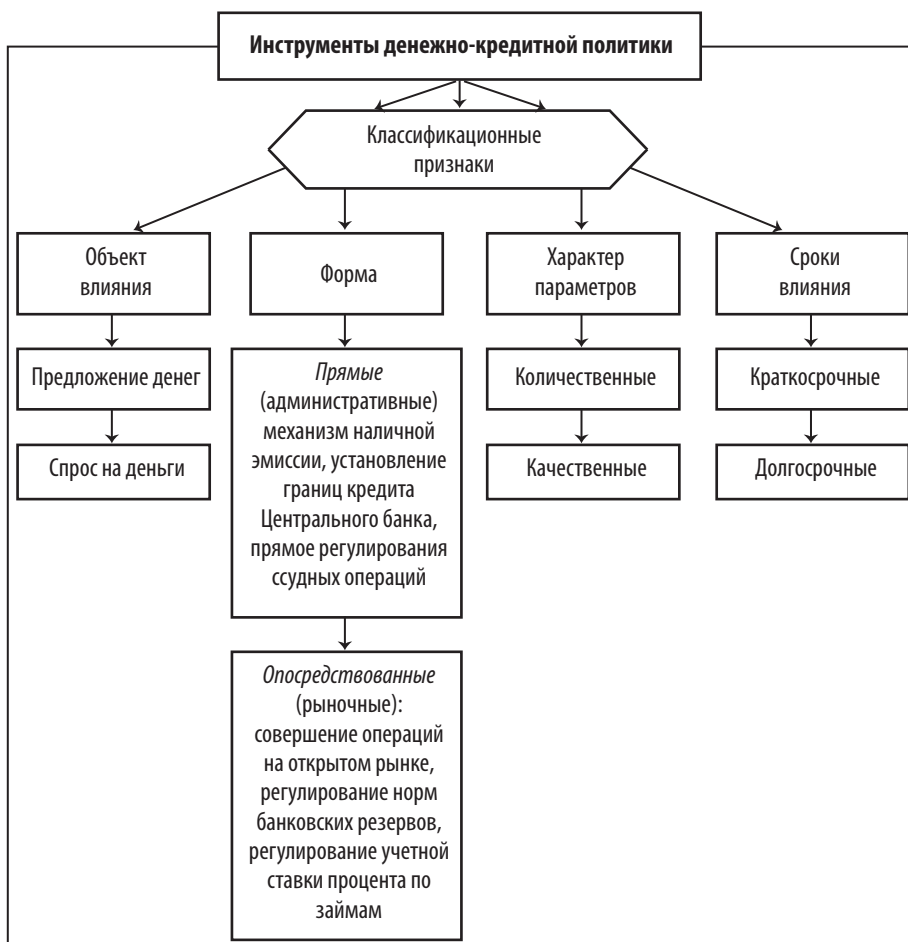 Инструменты денежно-кредитной политики
Классификационные
признаки
Объект
влияния
Предложение денег
Спрос на деньги
Форма
Прямые
(административные)
механизм наличной
эмиссии, установление
границ кредита
Центрального банка,
прямое регулирования
ссудных операций
Опосредствованные
(рыночные):
совершение операций
на открытом рынке,
регулирование норм
банковских резервов,
регулирование учетной
ставки процента по
займам
Характер
параметров
Количественные
Качественные
Сроки
влияния
Краткосрочные
Долгосрочные